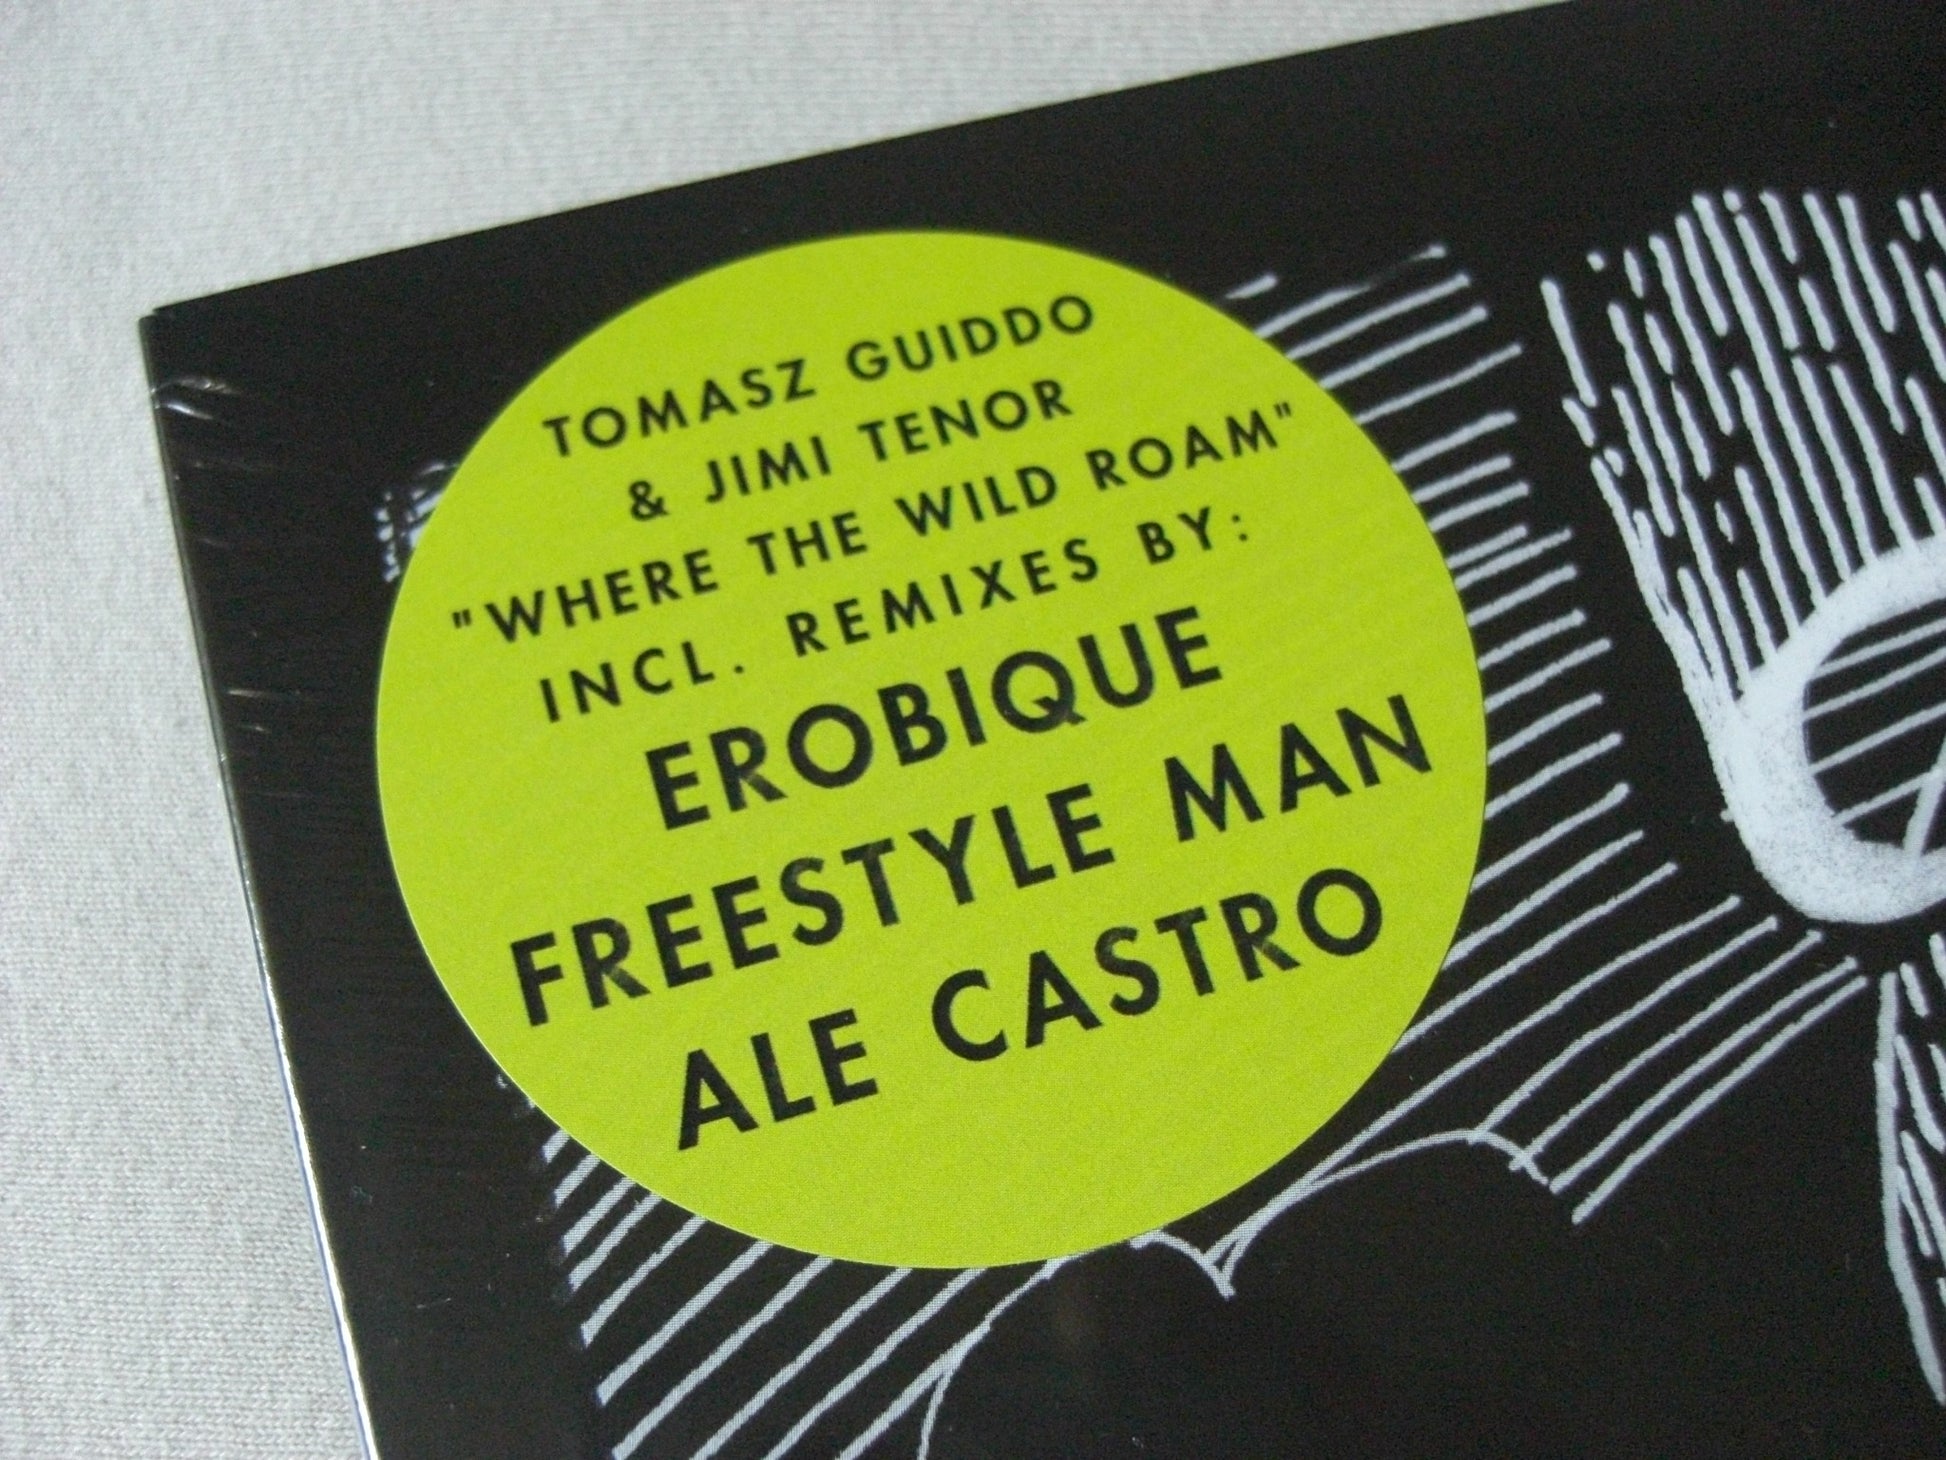 TOMASZ GUIDDO
& JIMI TENOR
"WHERE THE WILD ROAM"
INCL. REMIXES BY:
EROBIQUE
FREESTYLE MAN
ALE CASTRO